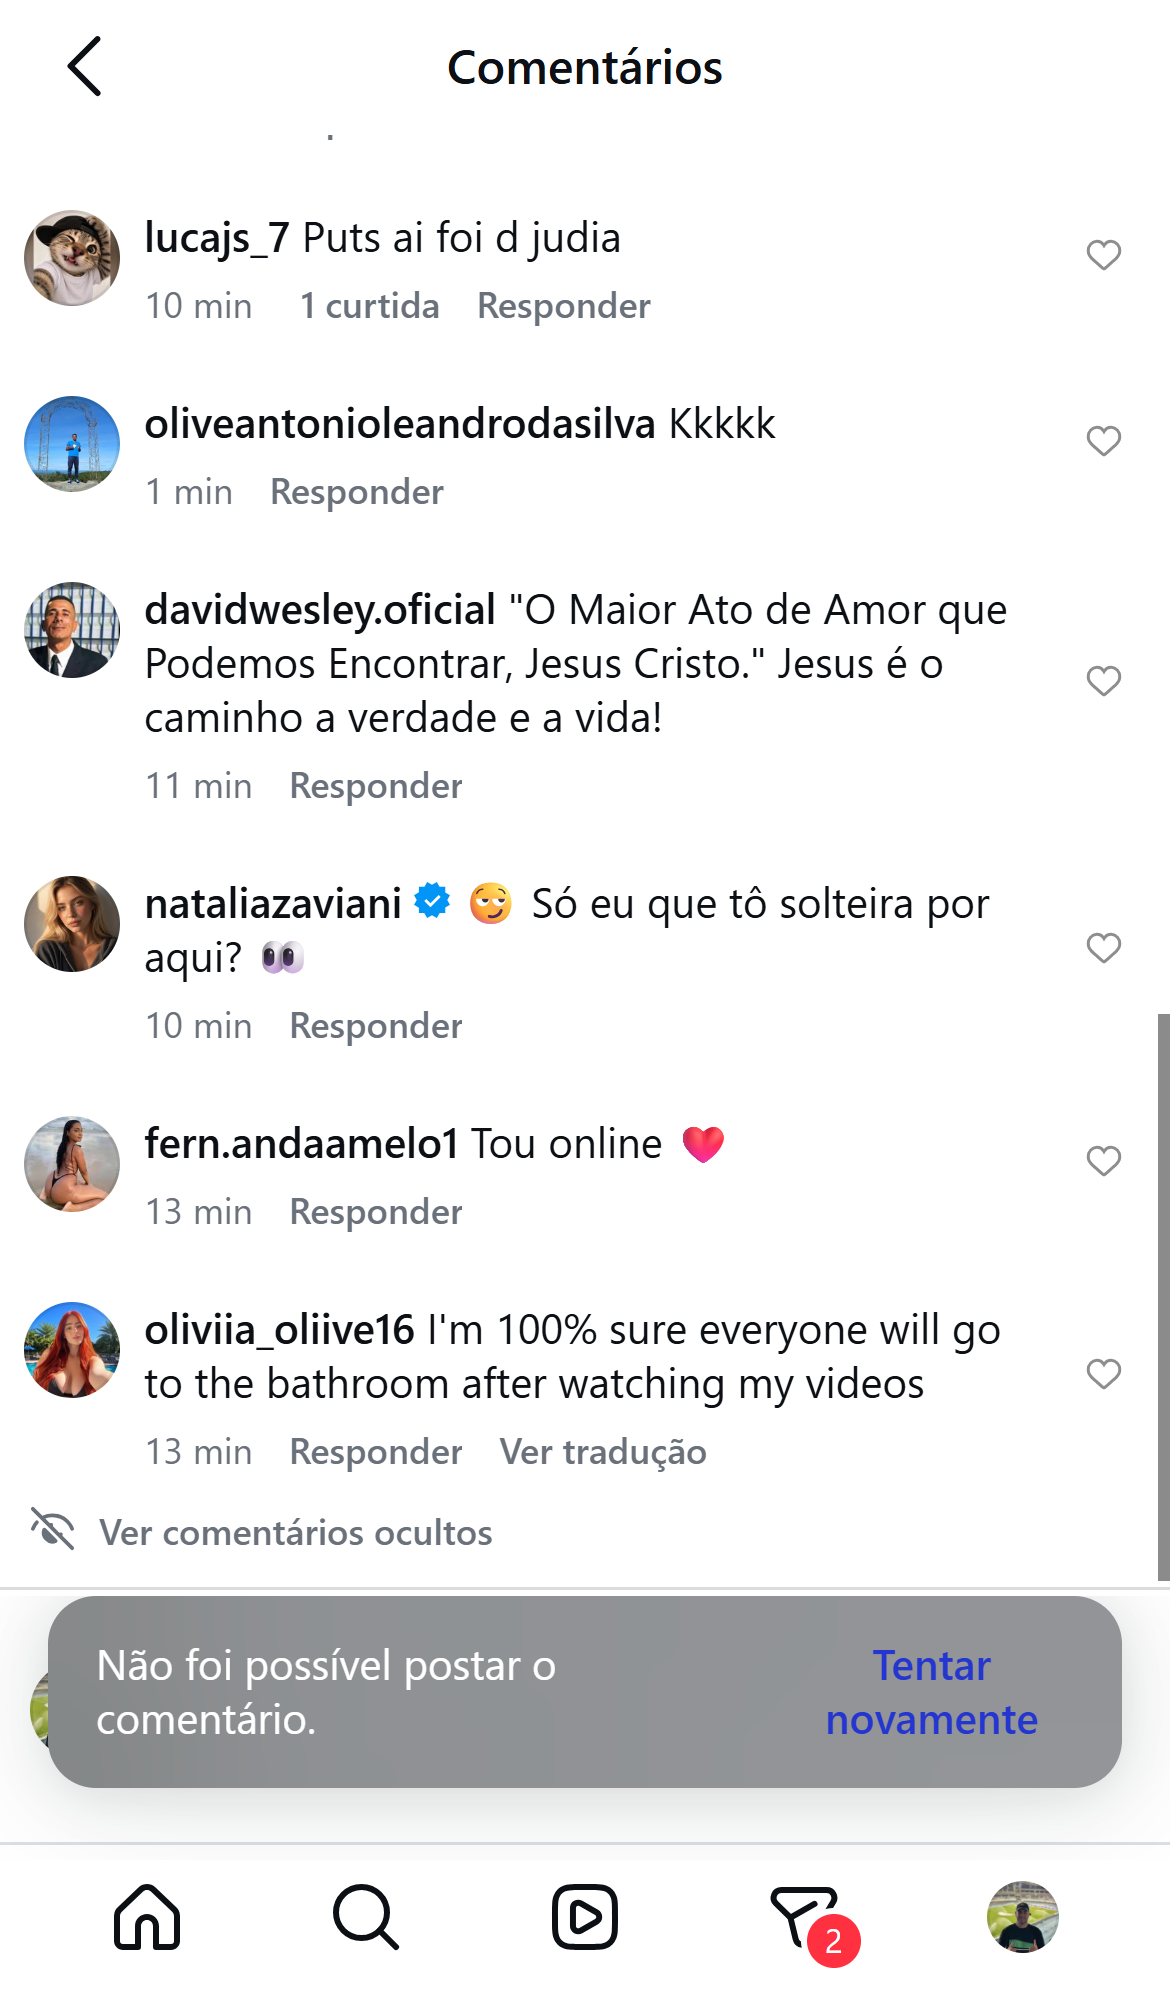 Comentários
lucajs_7 Puts ai foi d judia
10 min 1 curtida Responder
oliveantonioleandrodasilva Kkkkk
1 min Responder
davidwesley.oficial "O Maior Ato de Amor que
Podemos Encontrar, Jesus Cristo." Jesus é o
caminho a verdade e a vida!
11 min Responder
nataliazaviani 😏 Só eu que tô solteira por
aqui? 👀
10 min Responder
fern.andaamelo1 Tou online ❤️
13 min Responder
oliviia_oliive16 I'm 100% sure everyone will go
to the bathroom after watching my videos
13 min Responder Ver tradução
Ver comentários ocultos
Não foi possível postar o
comentário.
Tentar
novamente
2